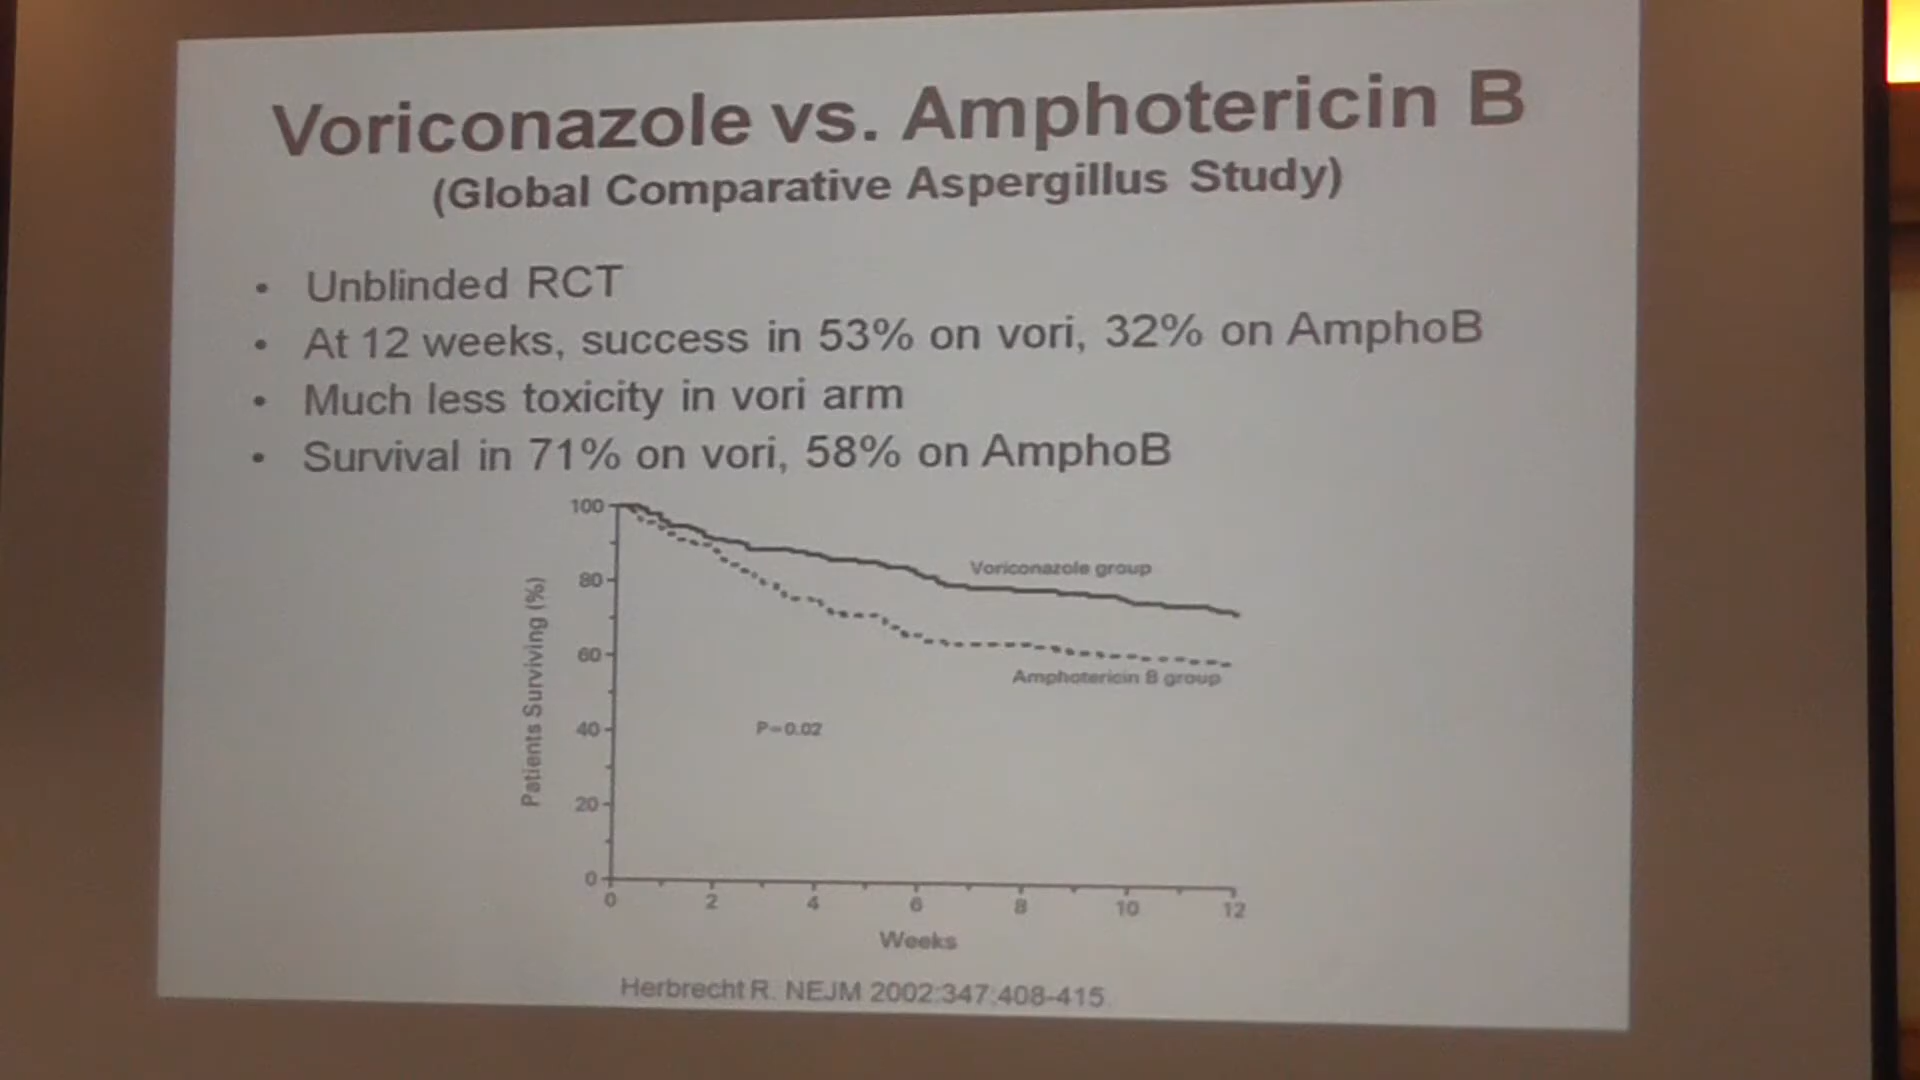 Voriconazole vs. Amphotericin B
(Global Comparative Aspergillus Study)
• Unblinded RCT
• At 12 weeks, success in 53% on vori, 32% on AmphoB
• Much less toxicity in vori arm
• Survival in 71% on vori, 58% on AmphoB
100
80
60
40
20
0
Patients Surviving (%)
Voriconazole group
Amphotericin B group
P=0.02
0 2 4 6 8 10 12
Weeks
Herbrecht R. NEJM 2002:347:408-415.